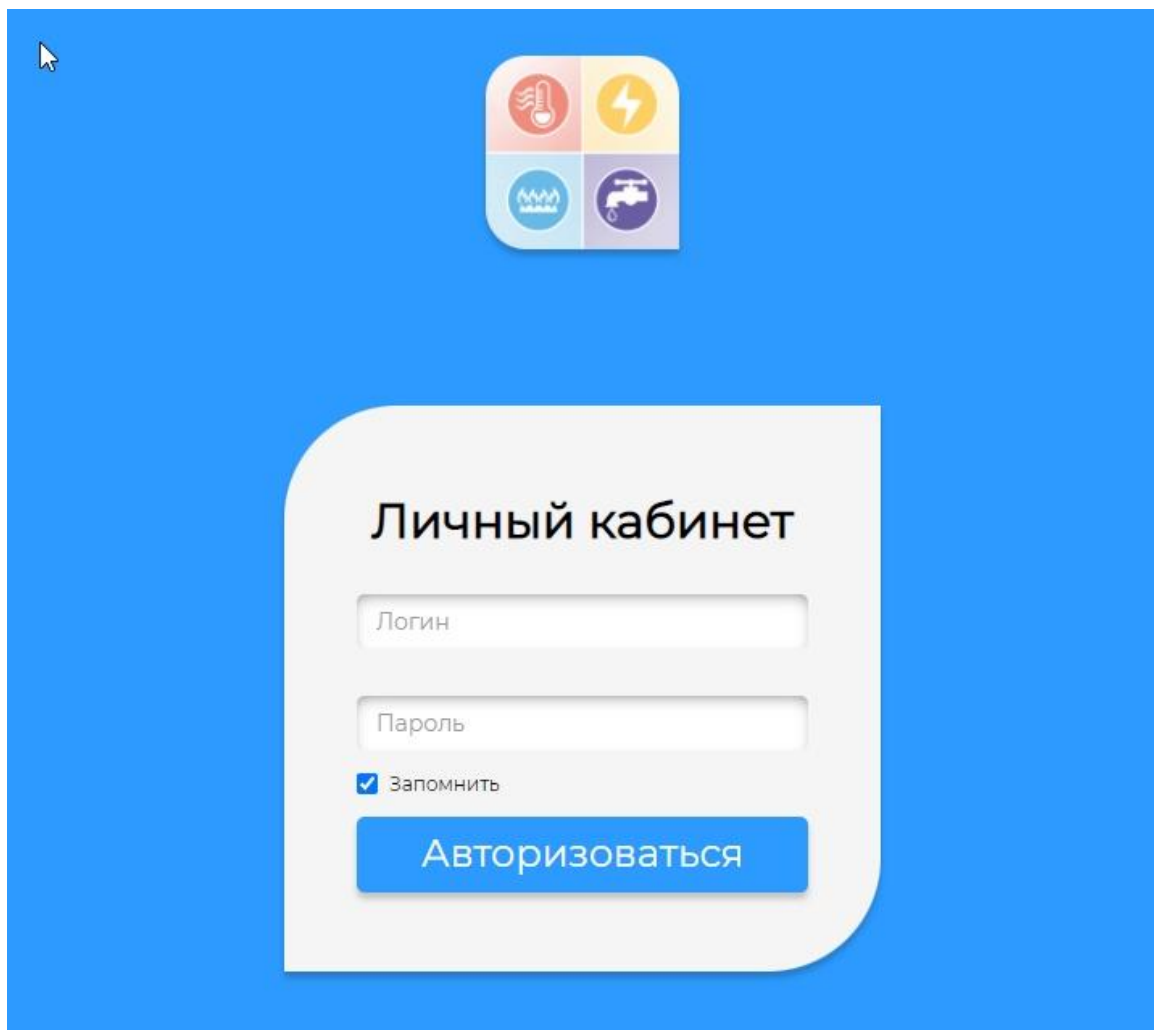 Личный кабинет
Логин
Пароль
Запомнить
Авторизоваться